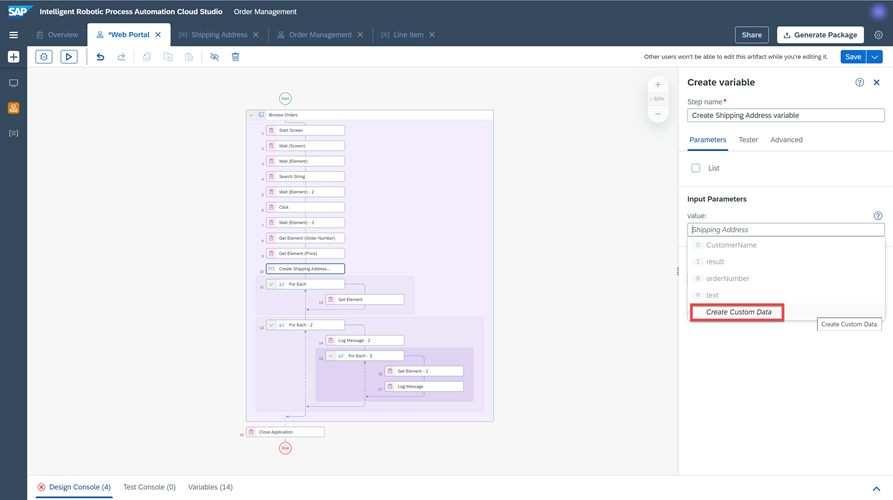 SAP Intelligent Robotic Process Automation Cloud Studio Order Management
Overview *Web Portal Shipping Address Order Management Line Item Share Generate Package
Other users won't be able to edit this artifact while you're editing it. Save
Start
60%
Browse Orders
1 Start Screen
2 Wait (Screen)
3 Wait (Element)
4 Search String
5 Wait (Element) - 2
6 Click
7 Wait (Element) - 3
8 Get Element (Order Number)
9 Get Element (Price)
10 Create Shipping Address...
11 For Each
12 Get Element
13 For Each - 2
14 Log Message - 2
15 For Each - 3
16 Get Element - 2
17 Log Message
18 Close Application
End
Create variable
Step name*
Create Shipping Address variable
Parameters Tester Advanced
List
Input Parameters
value:
Shipping Address
0 CustomerName
1 result
8 orderNumber
9 text
Create Custom Data
Create Custom Data
Design Console (4) Test Console (0) Variables (14)